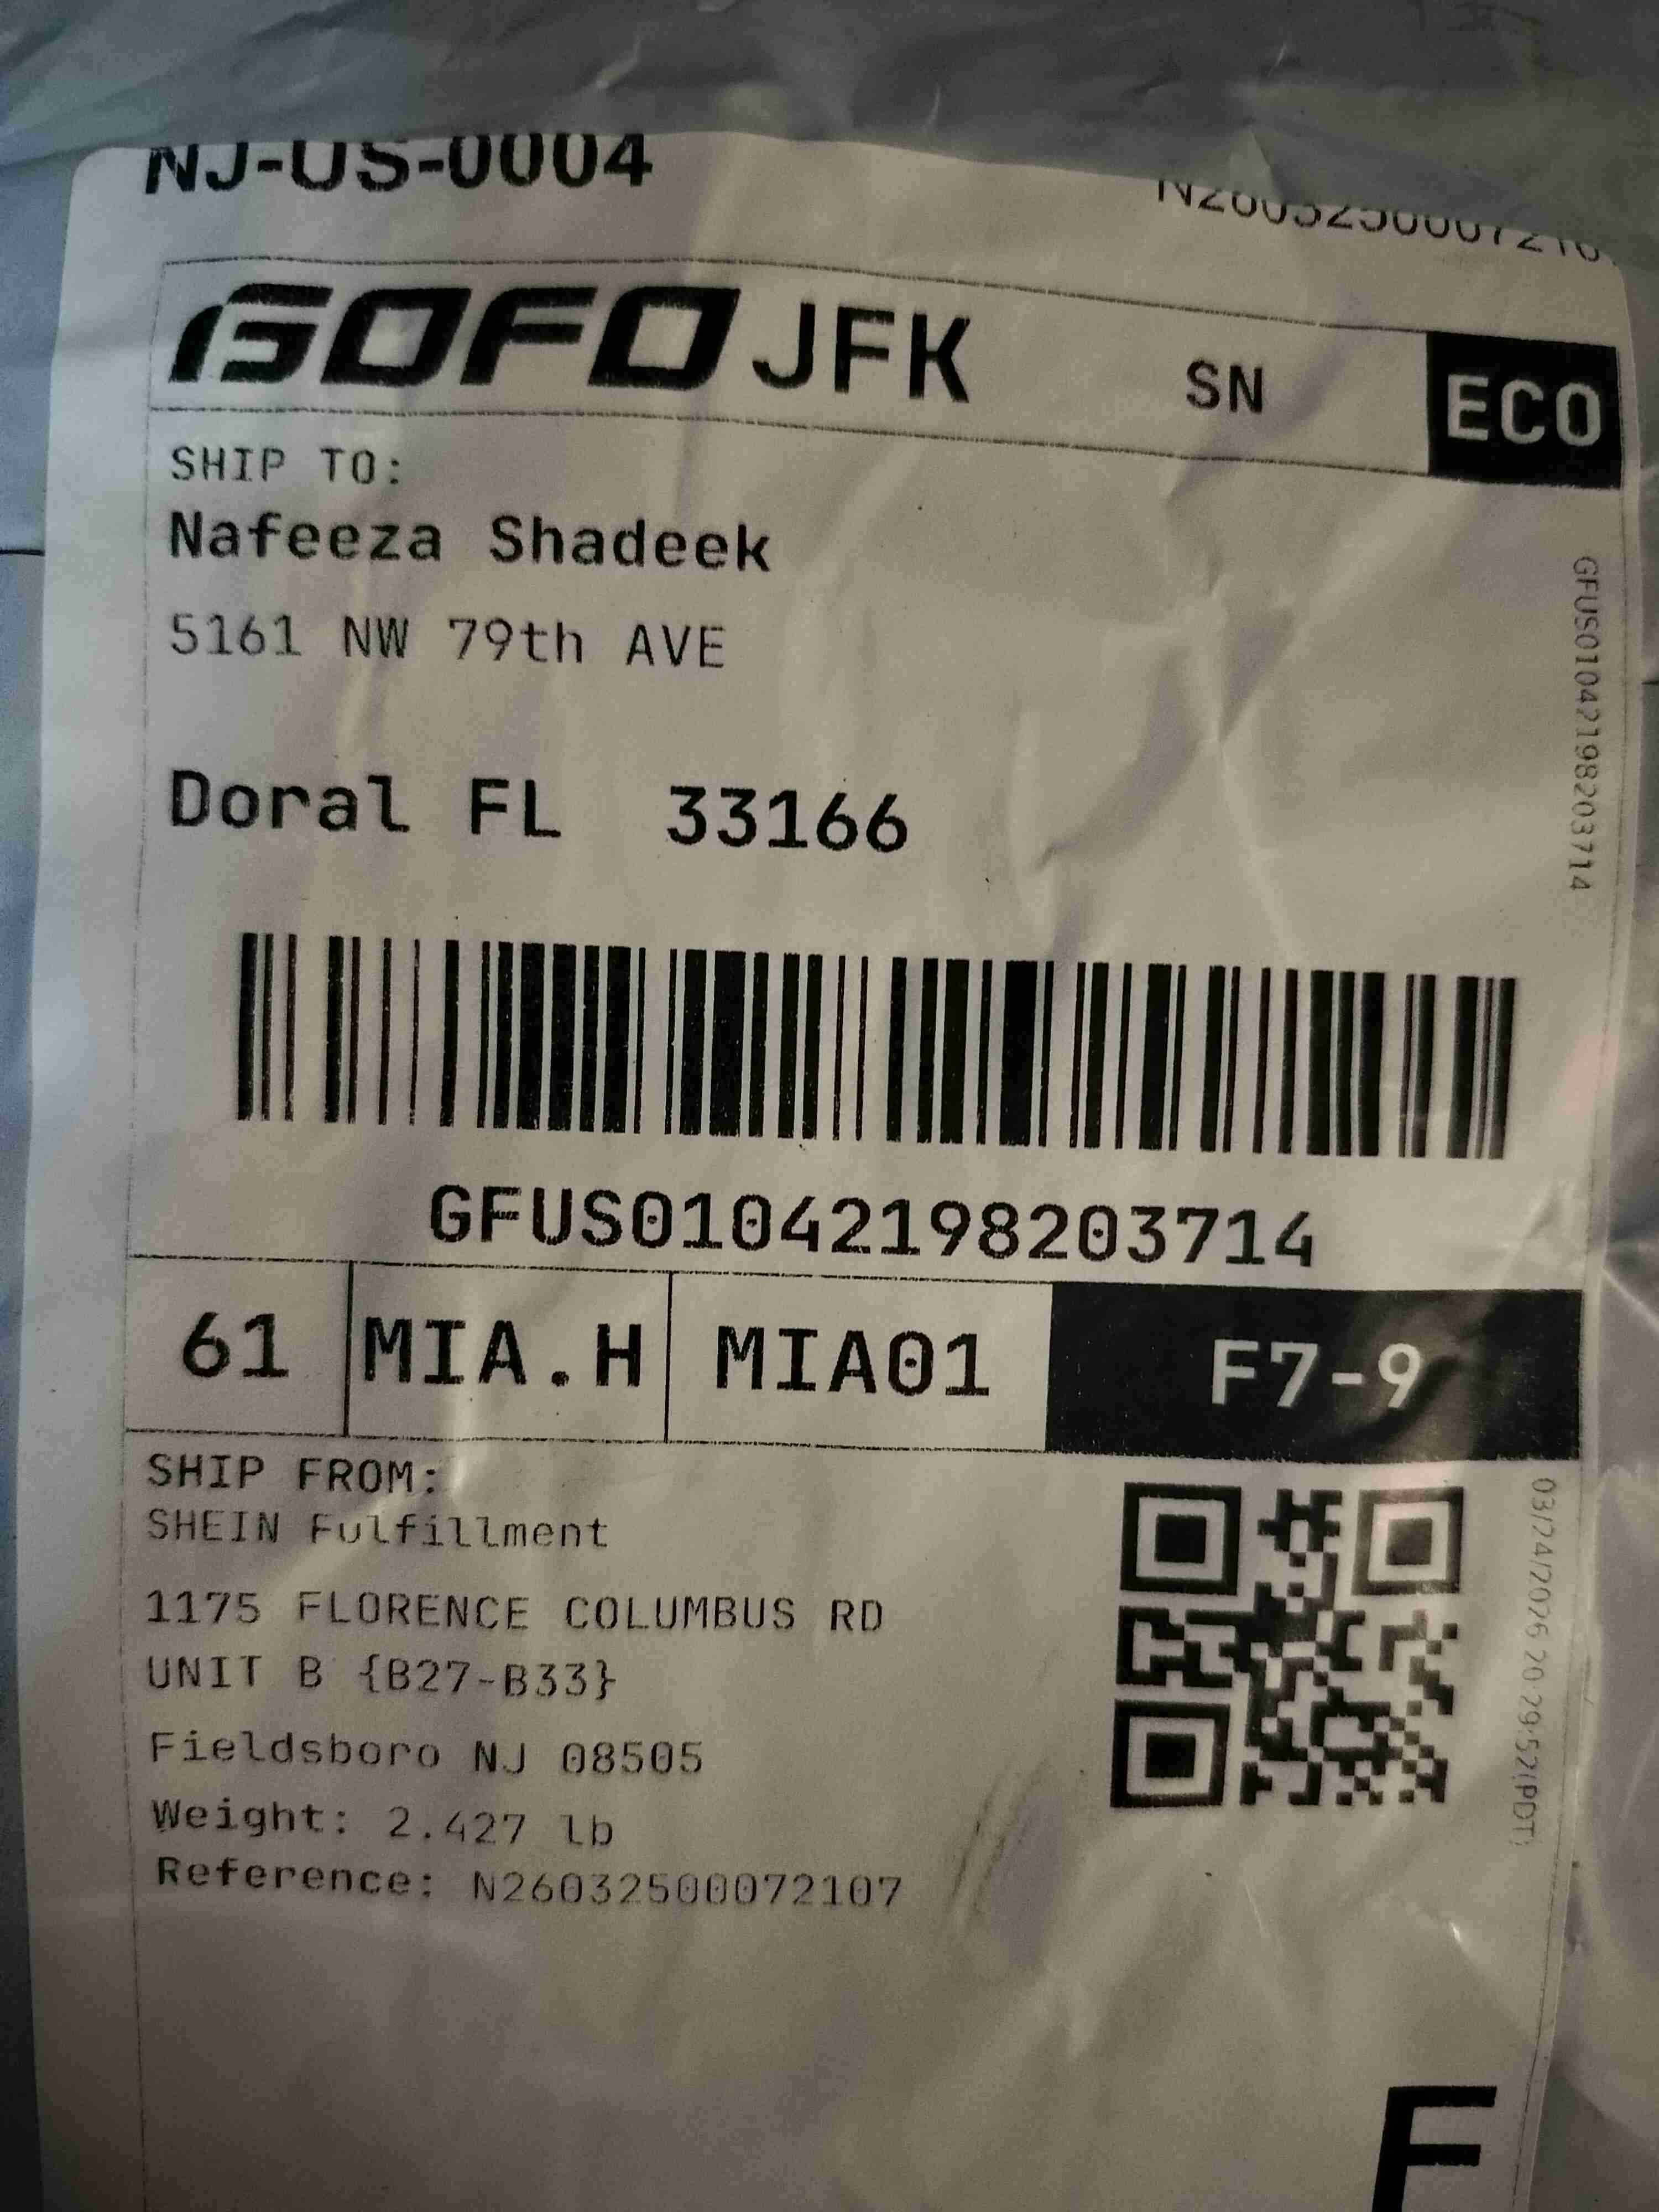 NJ-US-0004
N26032500072107
GOFO JFK SN ECO
SHIP TO:
Nafeeza Shadeek
5161 NW 79th AVE
Doral FL 33166
GFUS01042198203714
GFUS01042198203714
61 MIA.H MIA01 F7-9
SHIP FROM:
SHEIN Fulfillment
1175 FLORENCE COLUMBUS RD
UNIT B {B27-B33}
Fieldsboro NJ 08505
Weight: 2.427 lb
Reference: N26032500072107
03/24/2026 20:29:52(PDT)
F